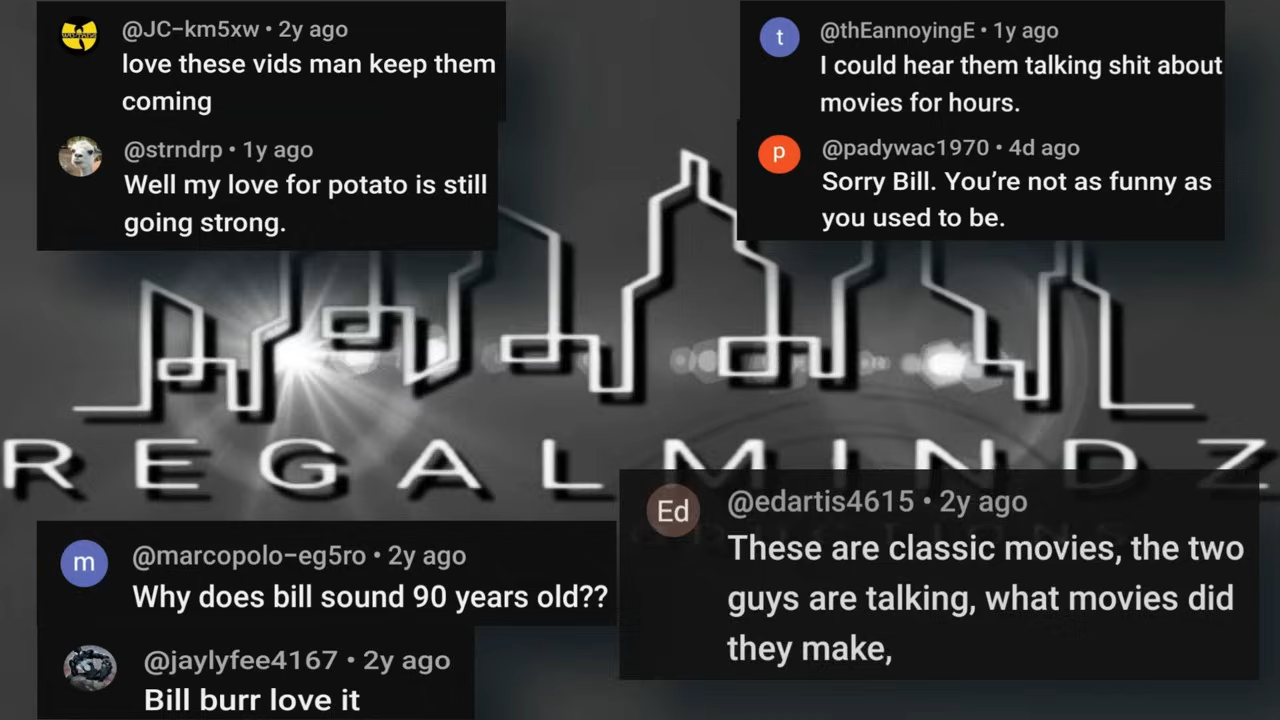 @JC-km5xw • 2y ago
love these vids man keep them
coming
@strndrp • 1y ago
Well my love for potato is still
going strong.
t
@thEannoyingE • 1y ago
I could hear them talking shit about
movies for hours.
p
@padywac1970 • 4d ago
Sorry Bill. You’re not as funny as
you used to be.
REGALMINDZ
m
@marcopolo-eg5ro • 2y ago
Why does bill sound 90 years old??
@jaylyfee4167 • 2y ago
Bill burr love it
Ed
@edartis4615 • 2y ago
These are classic movies, the two
guys are talking, what movies did
they make,